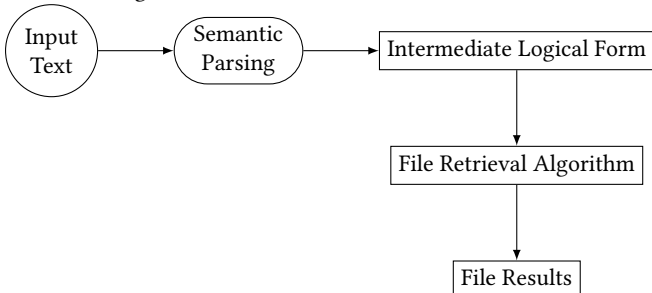 Input
Text
Semantic
Parsing
Intermediate Logical Form
File Retrieval Algorithm
File Results